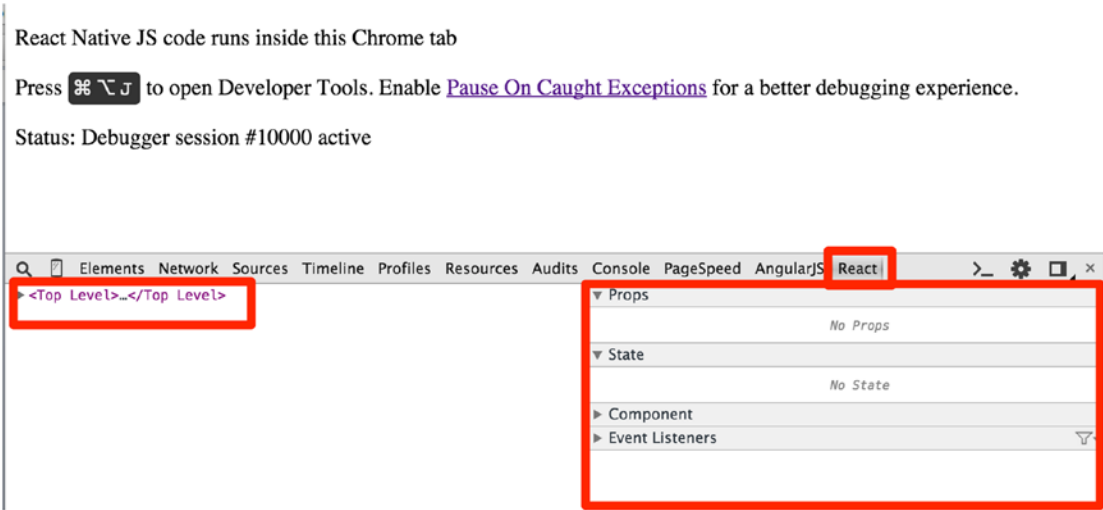 React Native JS code runs inside this Chrome tab
Press ⌘⌥J to open Developer Tools. Enable Pause On Caught Exceptions for a better debugging experience.
Status: Debugger session #10000 active
Elements Network Sources Timeline Profiles Resources Audits Console PageSpeed AngularJS React
<Top Level>…</Top Level>
Props
No Props
State
No State
Component
Event Listeners